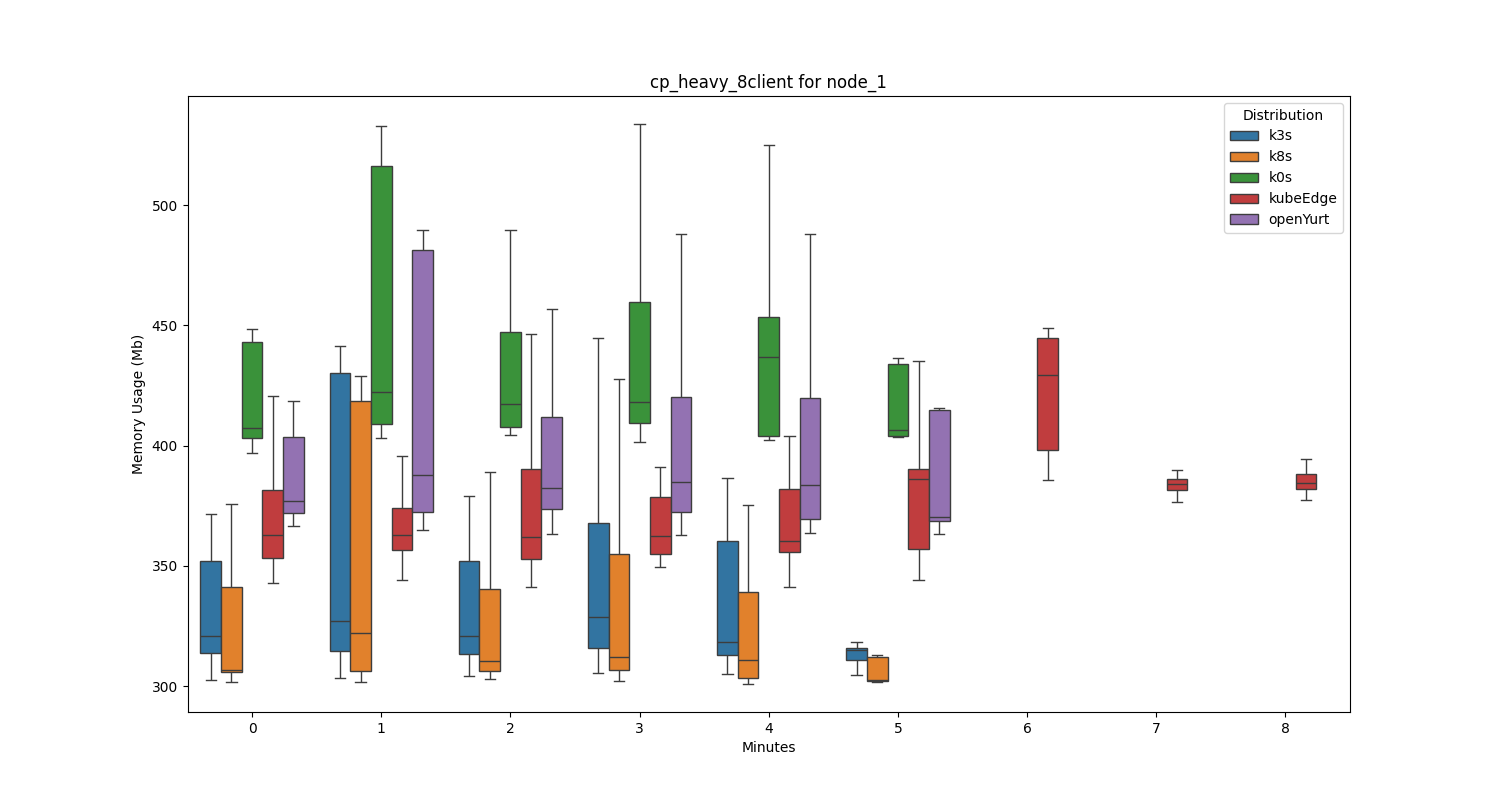 cp_heavy_8client for node_1
Distribution
k3s
k8s
k0s
kubeEdge
openYurt
Memory Usage (Mb)
500
450
400
350
300
0 1 2 3 4 5 6 7 8
Minutes